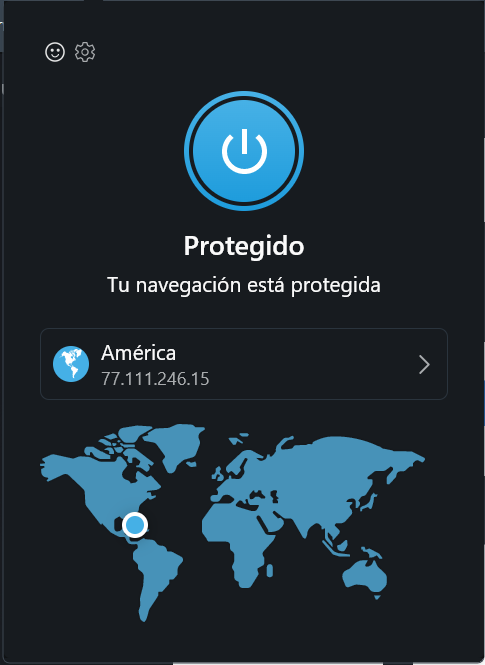 Protegido
Tu navegación está protegida
América
77.111.246.15